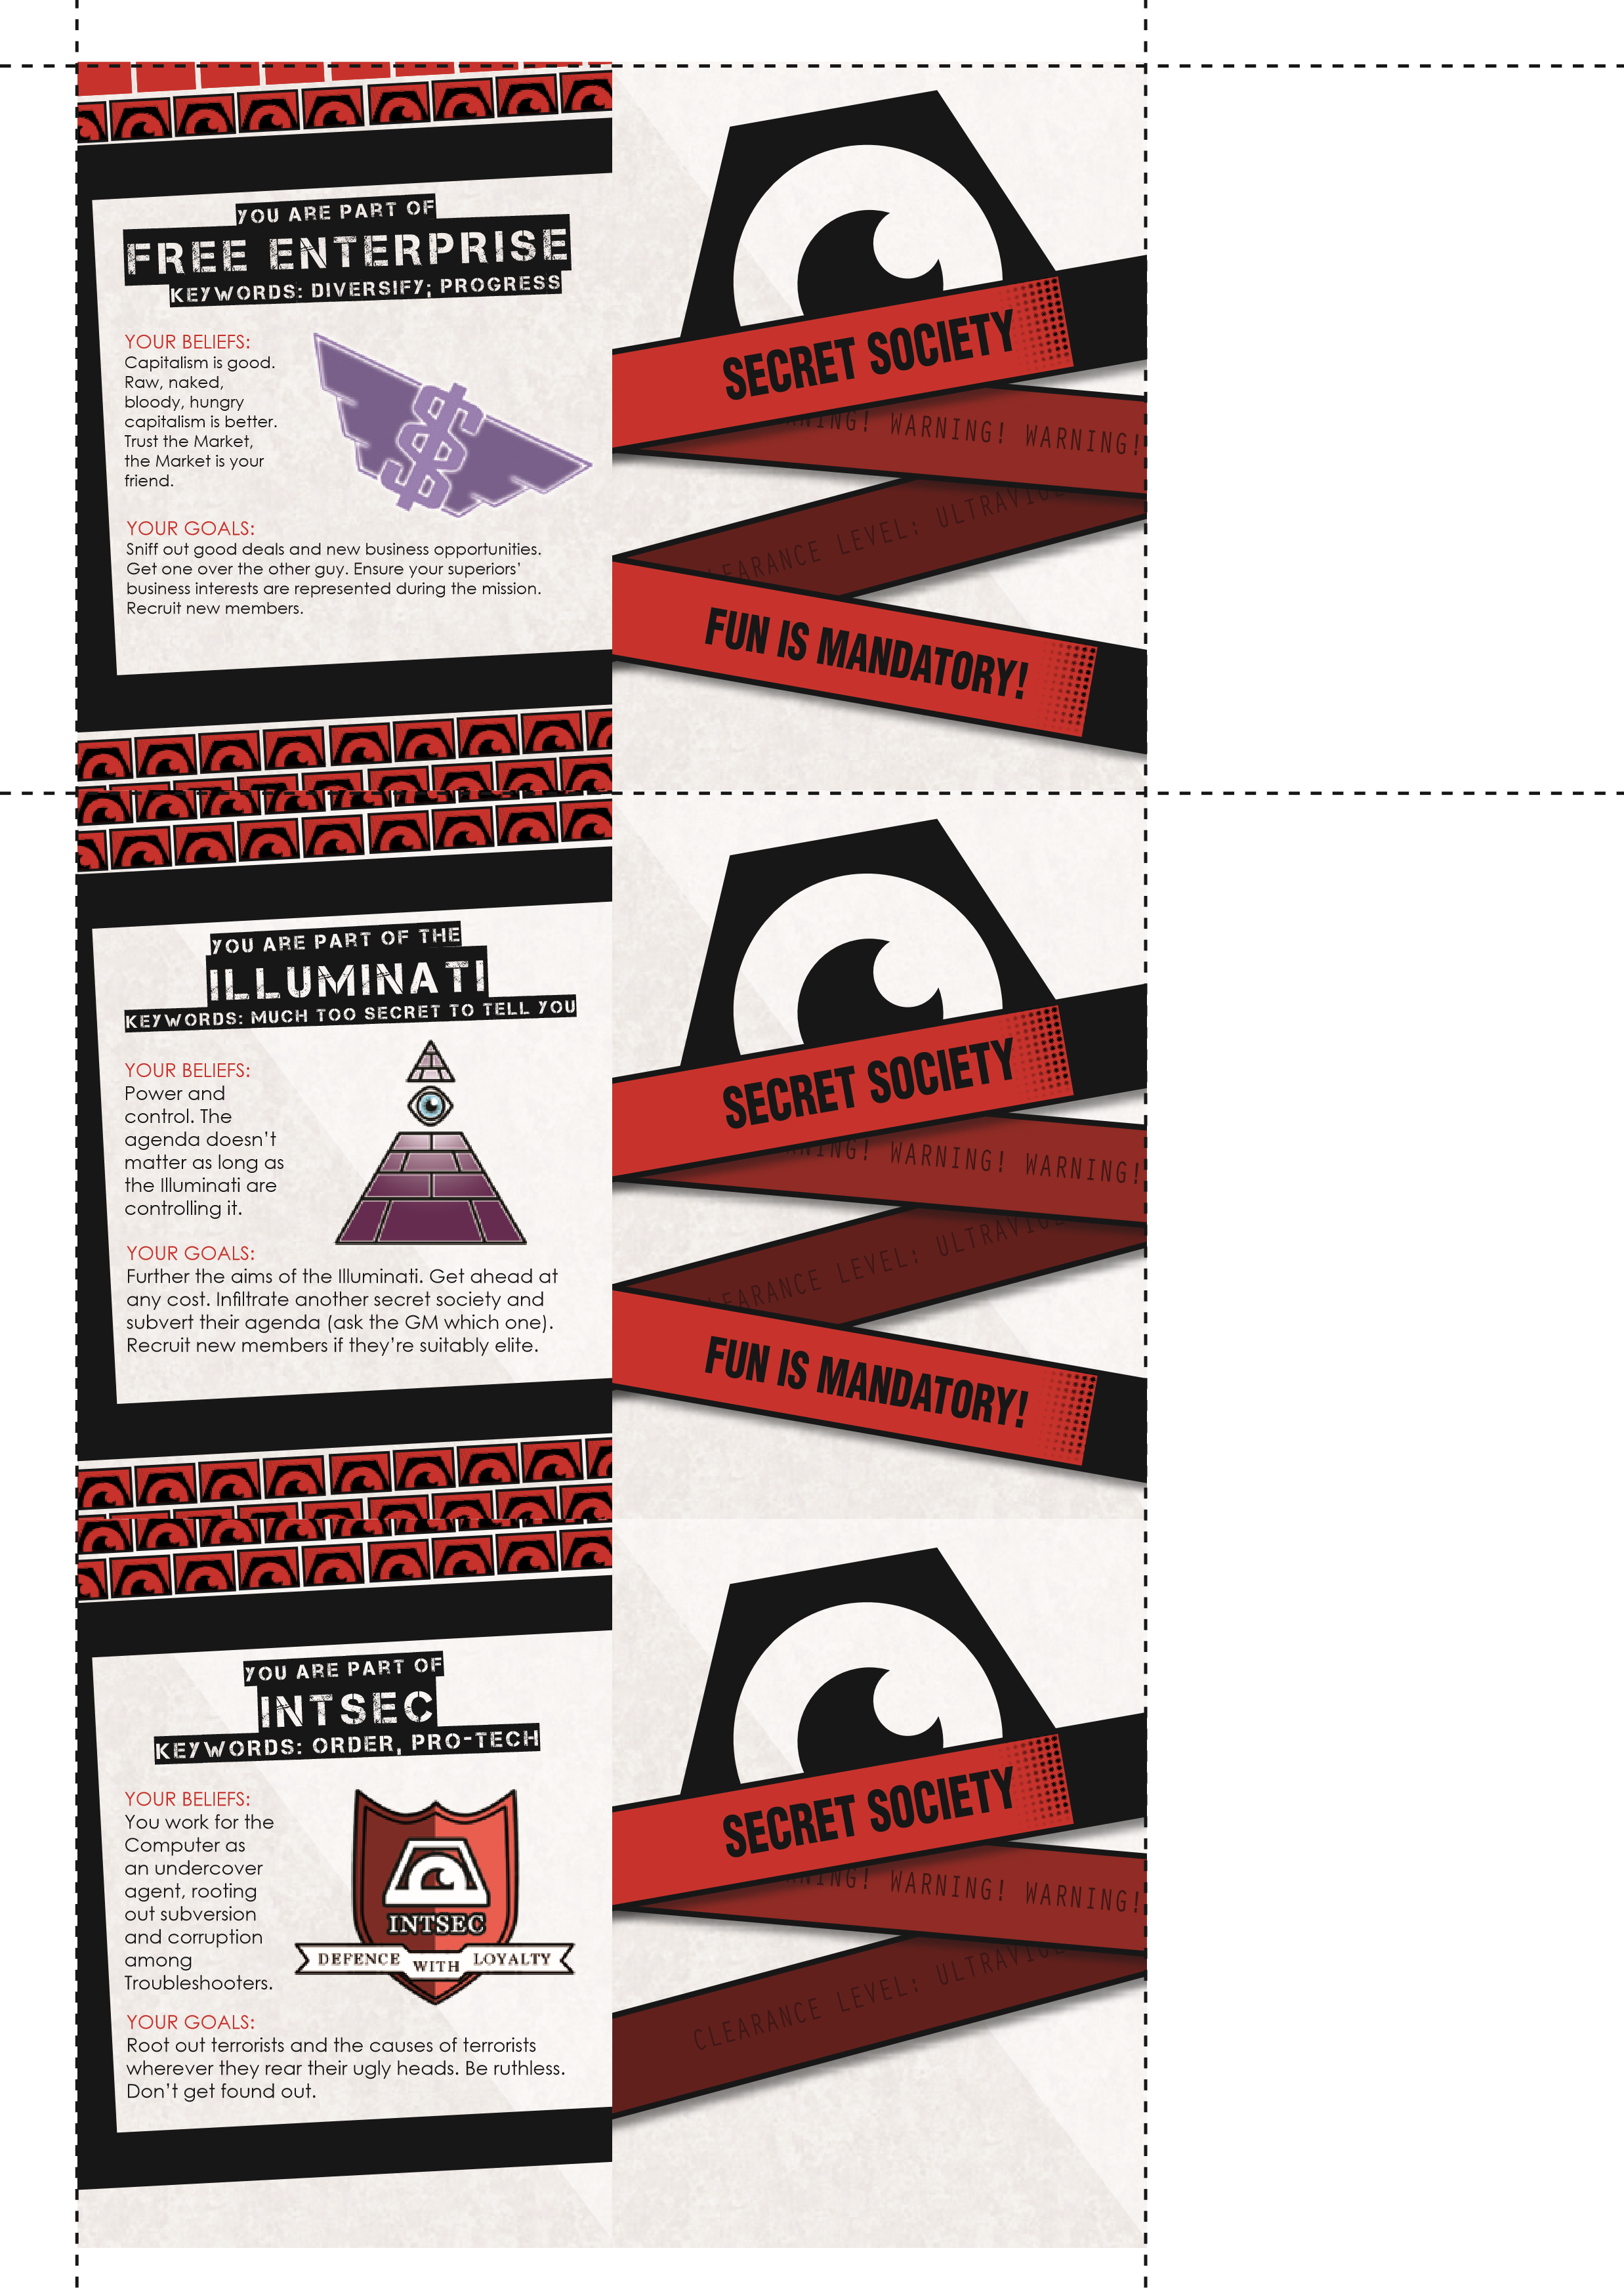 YOU ARE PART OF
FREE ENTERPRISE
KEYWORDS: DIVERSIFY; PROGRESS
YOUR BELIEFS:
Capitalism is good.
Raw, naked,
bloody, hungry
capitalism is better.
Trust the Market,
the Market is your
friend.
YOUR GOALS:
Sniff out good deals and new business opportunities.
Get one over the other guy. Ensure your superiors’
business interests are represented during the mission.
Recruit new members.
SECRET SOCIETY
WARNING! WARNING!
LEVEL:
FUN IS MANDATORY!
YOU ARE PART OF THE
ILLUMINATI
KEYWORDS: MUCH TOO SECRET TO TELL YOU
YOUR BELIEFS:
Power and
control. The
agenda doesn’t
matter as long as
the Illuminati are
controlling it.
YOUR GOALS:
Further the aims of the Illuminati. Get ahead at
any cost. Infiltrate another secret society and
subvert their agenda (ask the GM which one).
Recruit new members if they’re suitably elite.
SECRET SOCIETY
WARNING! WARNING!
LEVEL:
FUN IS MANDATORY!
YOU ARE PART OF
INTSEC
KEYWORDS: ORDER, PRO-TECH
YOUR BELIEFS:
You work for the
Computer as
an undercover
agent, rooting
out subversion
and corruption
among
Troubleshooters.
INTSEC
DEFENCE WITH LOYALTY
YOUR GOALS:
Root out terrorists and the causes of terrorists
wherever they rear their ugly heads. Be ruthless.
Don’t get found out.
SECRET SOCIETY
WARNING! WARNING!
CLEARANCE LEVEL: